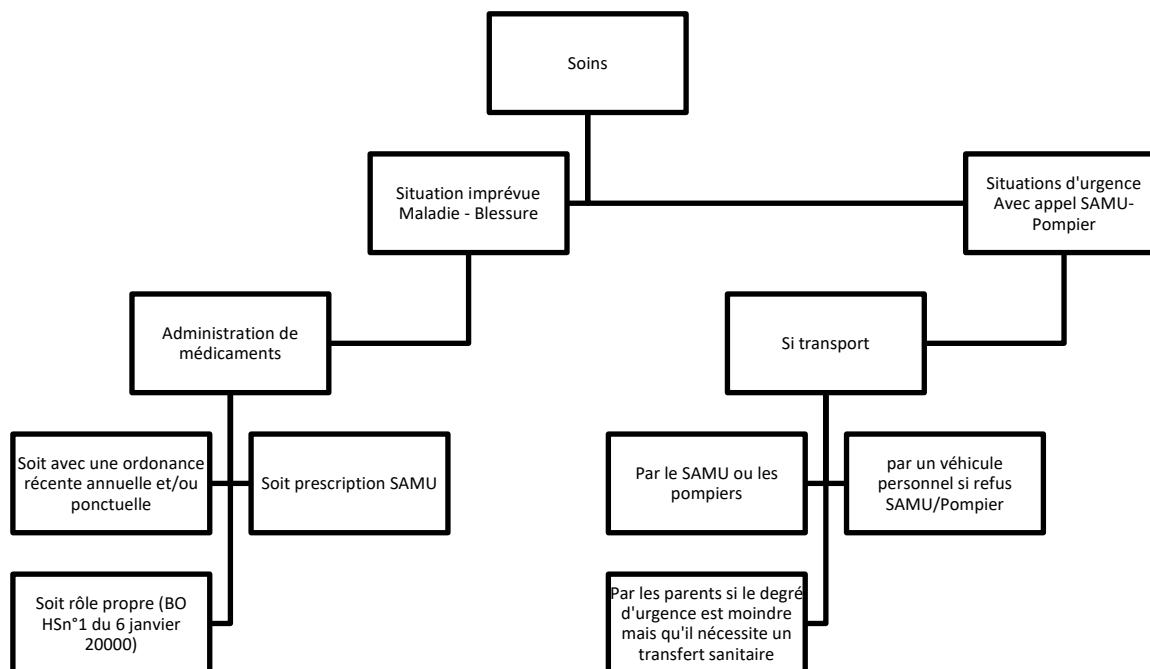 Soins
Situation imprévue
Maladie - Blessure
Situations d'urgence
Avec appel SAMU-
Pompier
Administration de
médicaments
Si transport
Soit avec une ordonance
récente annuelle et/ou
ponctuelle
Soit prescription SAMU
Par le SAMU ou les
pompiers
par un véhicule
personnel si refus
SAMU/Pompier
Soit rôle propre (BO
HSn°1 du 6 janvier
20000)
Par les parents si le degré
d'urgence est moindre
mais qu'il nécessite un
transfert sanitaire